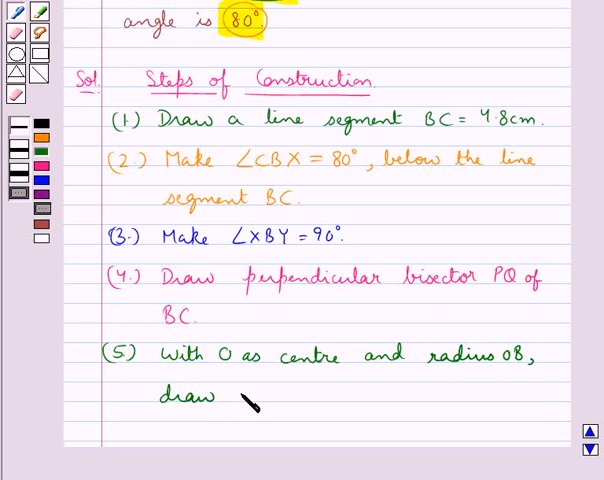 angle is 80°.
Sol. Steps of Construction
(1.) Draw a line segment BC = 4.8cm.
(2.) Make ∠CBX = 80°, below the line
segment BC.
(3.) Make ∠XBY = 90°.
(4.) Draw perpendicular bisector PQ of
BC.
(5.) With O as centre and radius OB,
draw